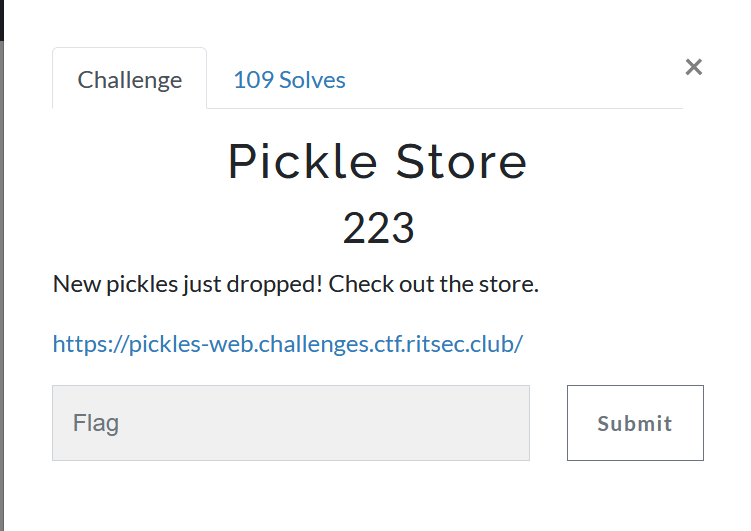 Challenge
109 Solves
×
Pickle Store
223
New pickles just dropped! Check out the store.
https://pickles-web.challenges.ctf.ritsec.club/
Flag
Submit